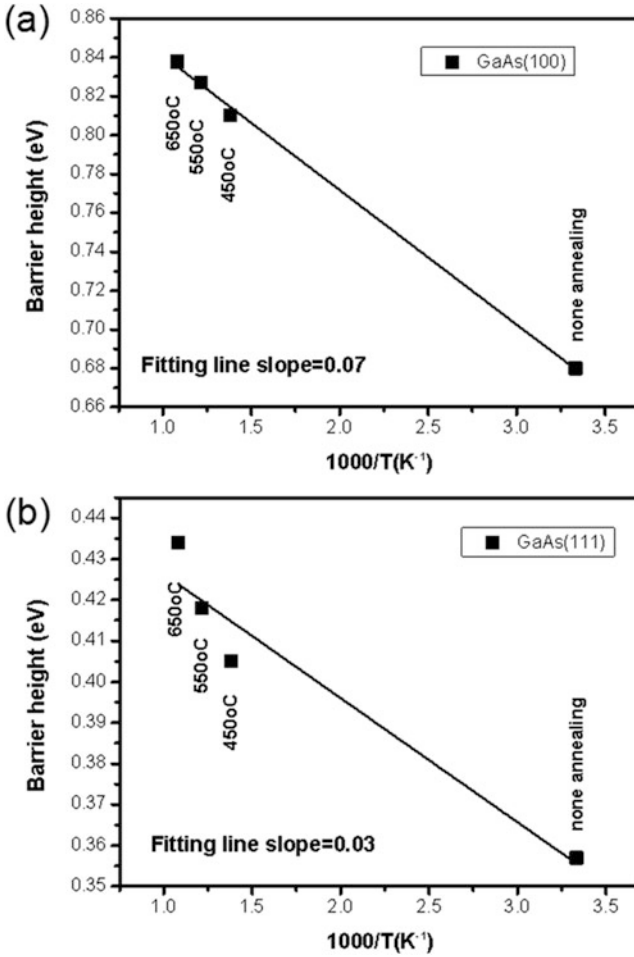 (a)
0.86
0.84
0.82
0.80
0.78
0.76
0.74
0.72
0.70
0.68
0.66
Barrier height (eV)
GaAs(100)
650oC
550oC
450oC
none annealing
Fitting line slope=0.07
1.0 1.5 2.0 2.5 3.0 3.5
1000/T(K⁻¹)
(b)
0.44
0.43
0.42
0.41
0.40
0.39
0.38
0.37
0.36
0.35
Barrier height (eV)
GaAs(111)
650oC
550oC
450oC
none annealing
Fitting line slope=0.03
1.0 1.5 2.0 2.5 3.0 3.5
1000/T(K⁻¹)